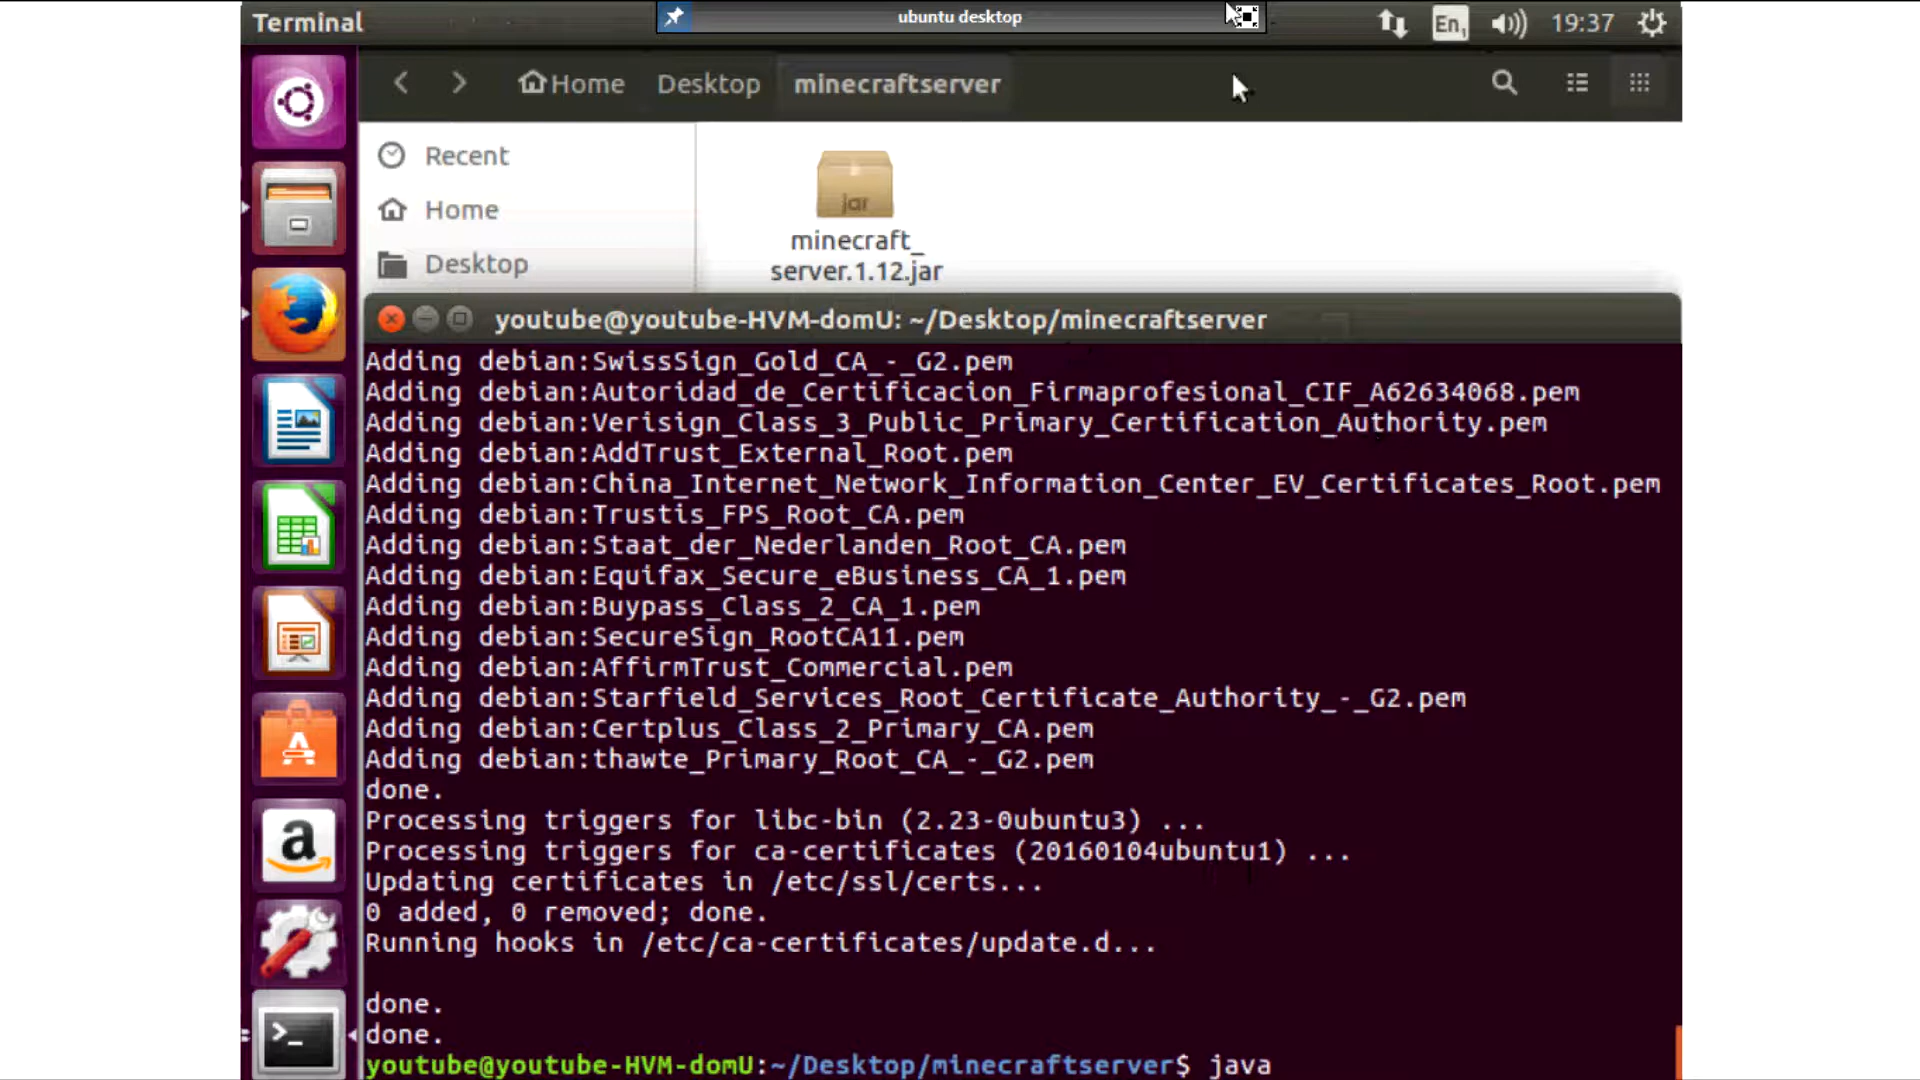 Terminal
ubuntu desktop
En1
19:37
Home
Desktop
minecraftserver
Recent
Home
Desktop
jar
minecraft_
server.1.12.jar
youtube@youtube-HVM-domU: ~/Desktop/minecraftserver
Adding debian:SwissSign_Gold_CA_-_G2.pem
Adding debian:Autoridad_de_Certificacion_Firmaprofesional_CIF_A62634068.pem
Adding debian:Verisign_Class_3_Public_Primary_Certification_Authority.pem
Adding debian:AddTrust_External_Root.pem
Adding debian:China_Internet_Network_Information_Center_EV_Certificates_Root.pem
Adding debian:Trustis_FPS_Root_CA.pem
Adding debian:Staat_der_Nederlanden_Root_CA.pem
Adding debian:Equifax_Secure_eBusiness_CA_1.pem
Adding debian:Buypass_Class_2_CA_1.pem
Adding debian:SecureSign_RootCA11.pem
Adding debian:AffirmTrust_Commercial.pem
Adding debian:Starfield_Services_Root_Certificate_Authority_-_G2.pem
Adding debian:Certplus_Class_2_Primary_CA.pem
Adding debian:thawte_Primary_Root_CA_-_G2.pem
done.
Processing triggers for libc-bin (2.23-0ubuntu3) ...
Processing triggers for ca-certificates (20160104ubuntu1) ...
Updating certificates in /etc/ssl/certs...
0 added, 0 removed; done.
Running hooks in /etc/ca-certificates/update.d...
done.
done.
youtube@youtube-HVM-domU:~/Desktop/minecraftserver$ java